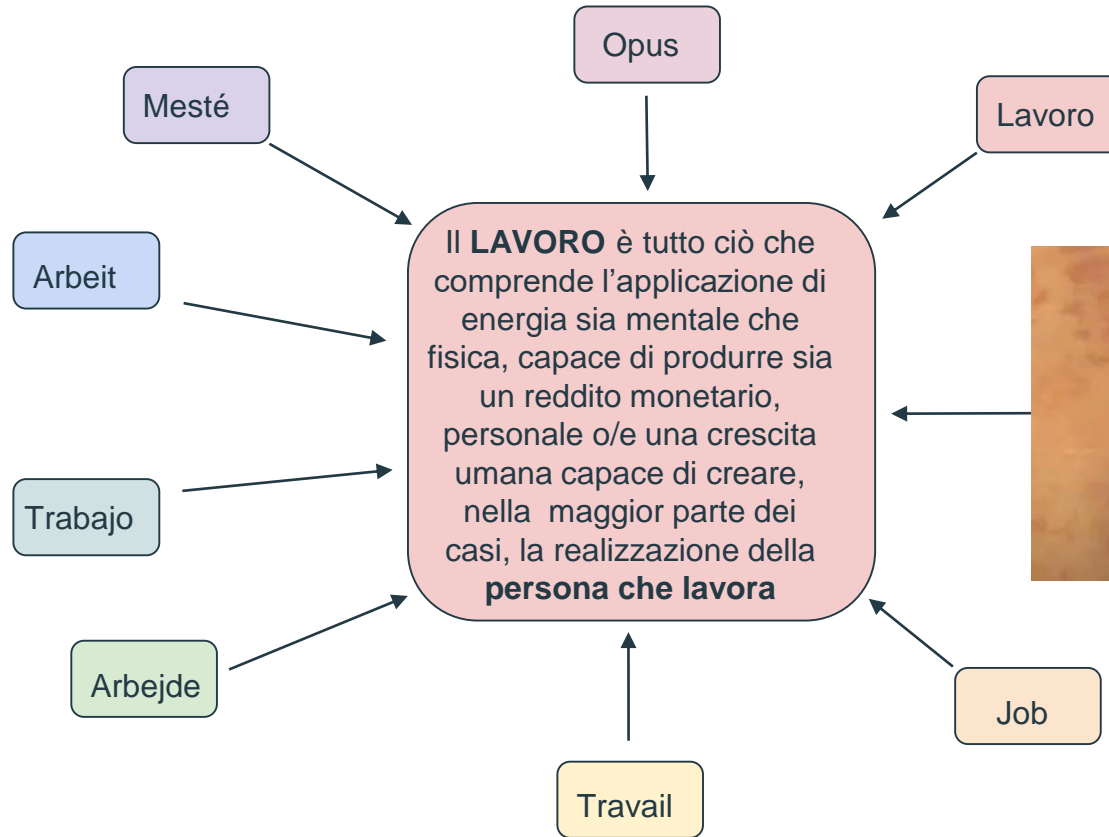 Opus
Mesté
Lavoro
Arbeit
Il LAVORO è tutto ciò che
comprende l’applicazione di
energia sia mentale che
fisica, capace di produrre sia
un reddito monetario,
personale o/e una crescita
umana capace di creare,
nella maggior parte dei
casi, la realizzazione della
persona che lavora
Trabajo
Arbejde
Job
Travail